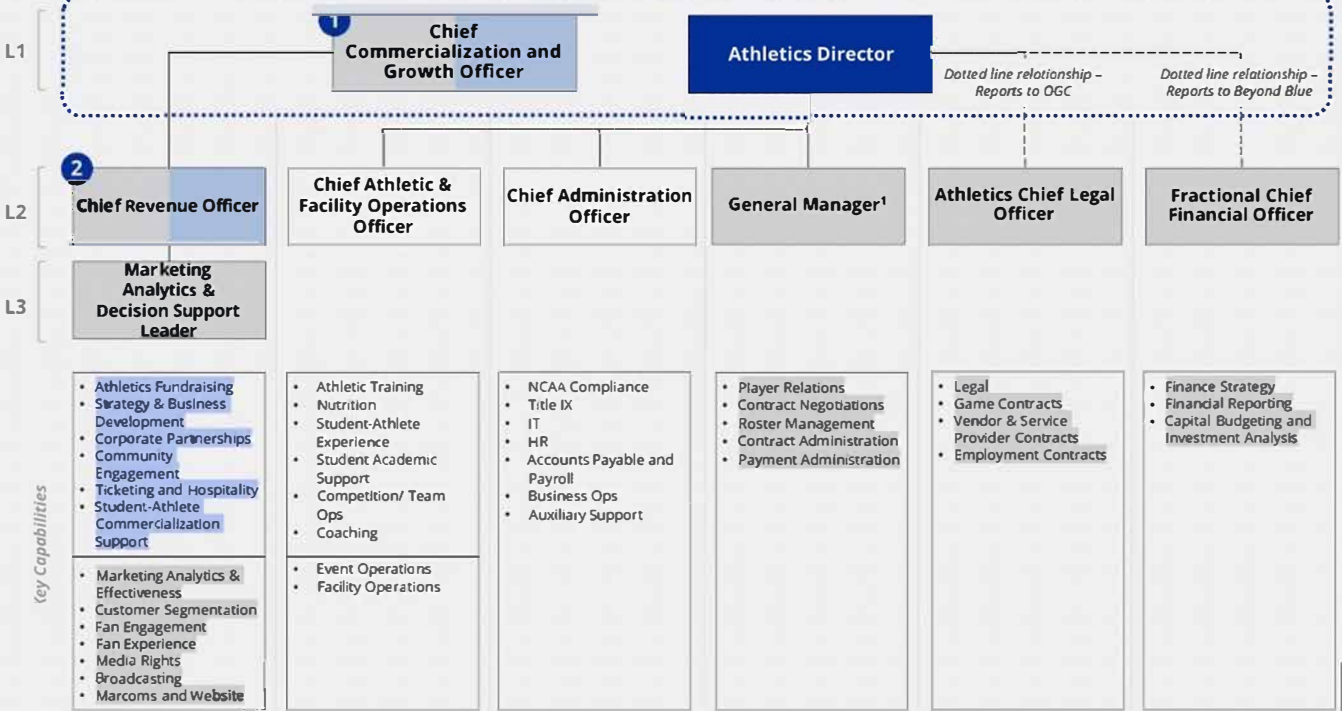 L1
1
Chief
Commercialization and
Growth Officer
Athletics Director
Dotted line relationship –
Reports to OGC
Dotted line relationship –
Reports to Beyond Blue
L2
2
Chief Revenue Officer
Chief Athletic &
Facility Operations
Officer
Chief Administration
Officer
General Manager¹
Athletics Chief Legal
Officer
Fractional Chief
Financial Officer
L3
Marketing
Analytics &
Decision Support
Leader
Key Capabilities
• Athletics Fundraising
• Strategy & Business
Development
• Corporate Partnerships
• Community
Engagement
• Ticketing and Hospitality
• Student-Athlete
Commercialization
Support
• Marketing Analytics &
Effectiveness
• Customer Segmentation
• Fan Engagement
• Fan Experience
• Media Rights
• Broadcasting
• Marcoms and Website
• Athletic Training
• Nutrition
• Student-Athlete
Experience
• Student Academic
Support
• Competition/ Team
Ops
• Coaching
• Event Operations
• Facility Operations
• NCAA Compliance
• Title IX
• IT
• HR
• Accounts Payable and
Payroll
• Business Ops
• Auxiliary Support
• Player Relations
• Contract Negotiations
• Roster Management
• Contract Administration
• Payment Administration
• Legal
• Game Contracts
• Vendor & Service
Provider Contracts
• Employment Contracts
• Finance Strategy
• Financial Reporting
• Capital Budgeting and
Investment Analysis